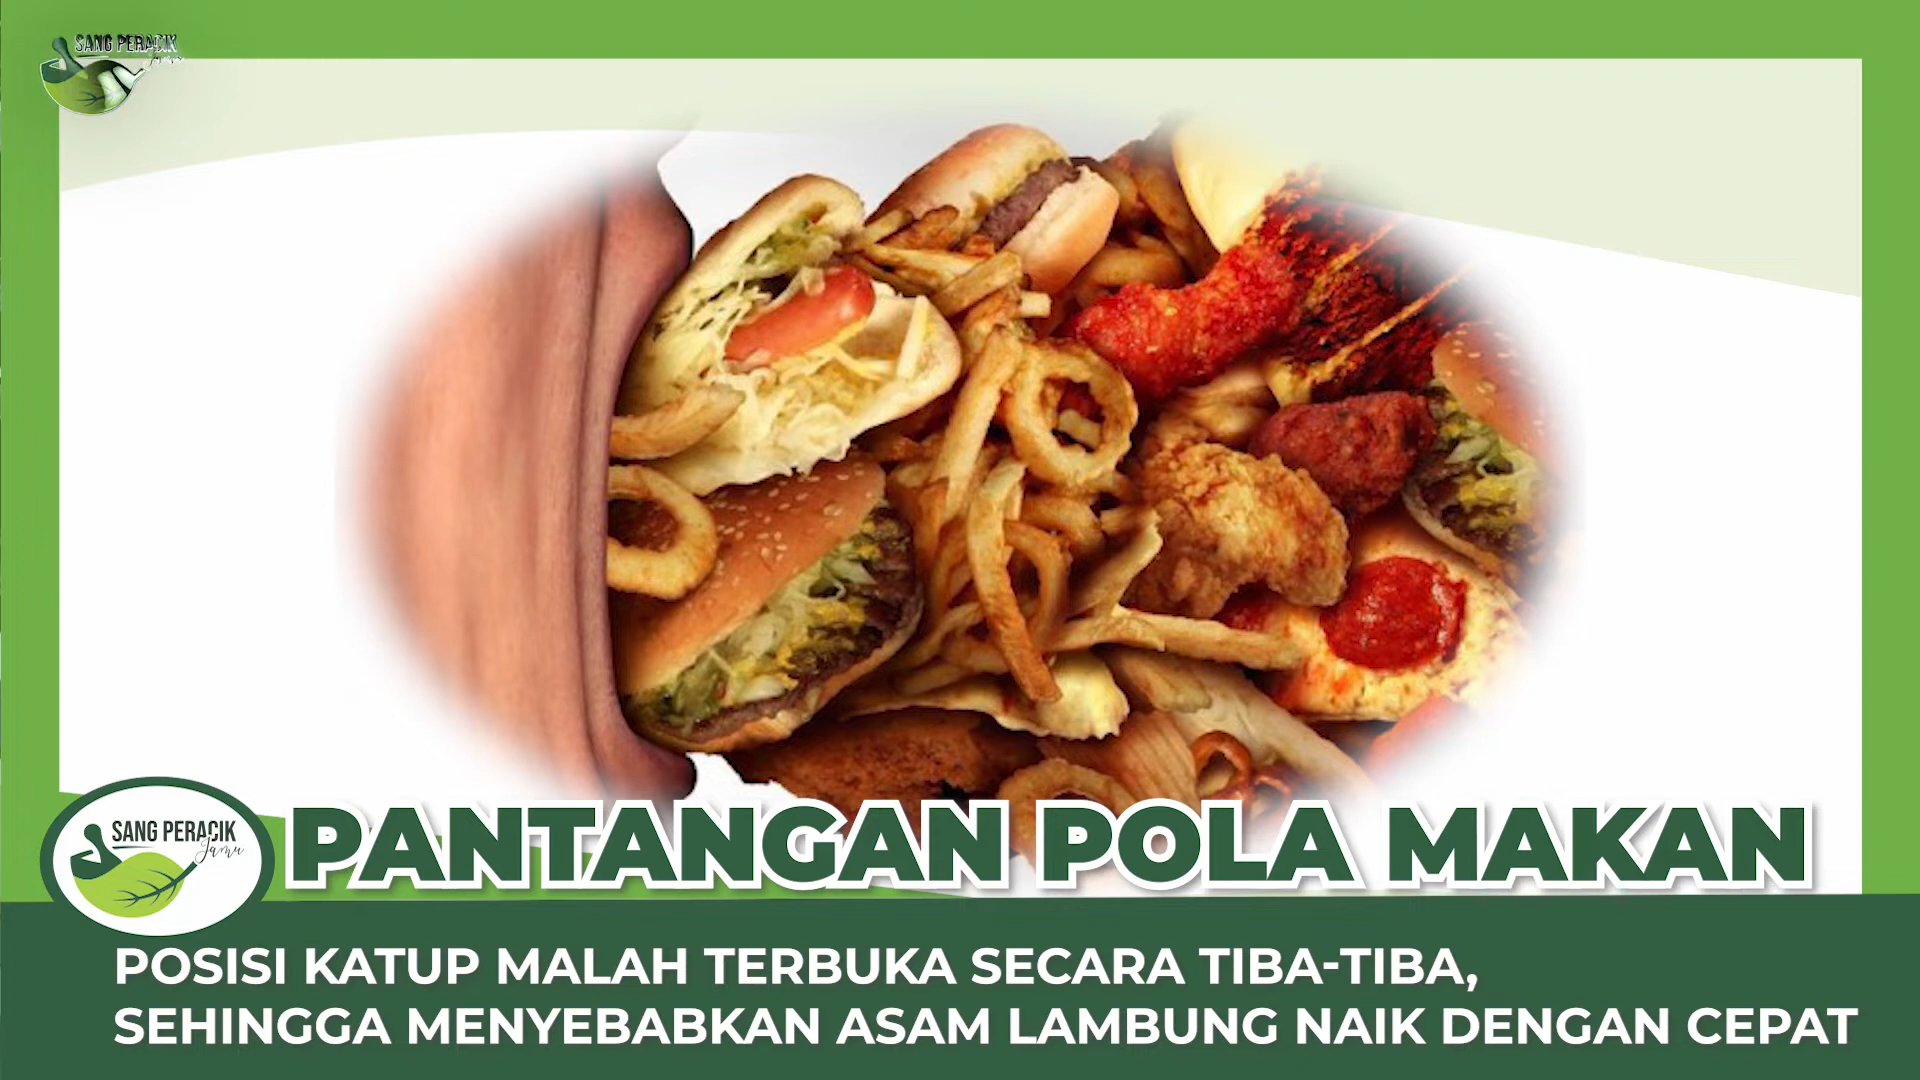 SANG PERACIK
Jamu
SANG PERACIK
Jamu
PANTANGAN POLA MAKAN
POSISI KATUP MALAH TERBUKA SECARA TIBA-TIBA,
SEHINGGA MENYEBABKAN ASAM LAMBUNG NAIK DENGAN CEPAT